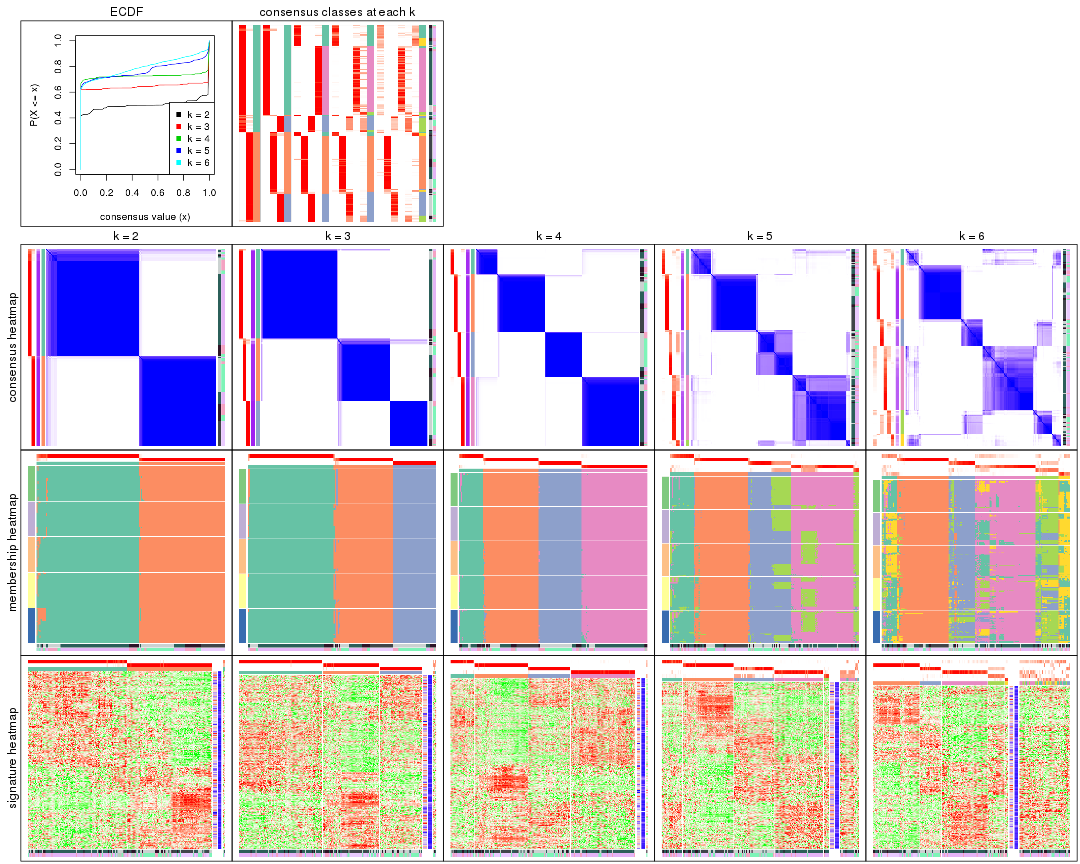 ECDF
consensus classes at each k
P(X <= x)
0.0 0.2 0.4 0.6 0.8 1.0
k = 2
k = 3
k = 4
k = 5
k = 6
0.0 0.2 0.4 0.6 0.8 1.0
consensus value (x)
k = 2
k = 3
k = 4
k = 5
k = 6
consensus heatmap
membership heatmap
signature heatmap